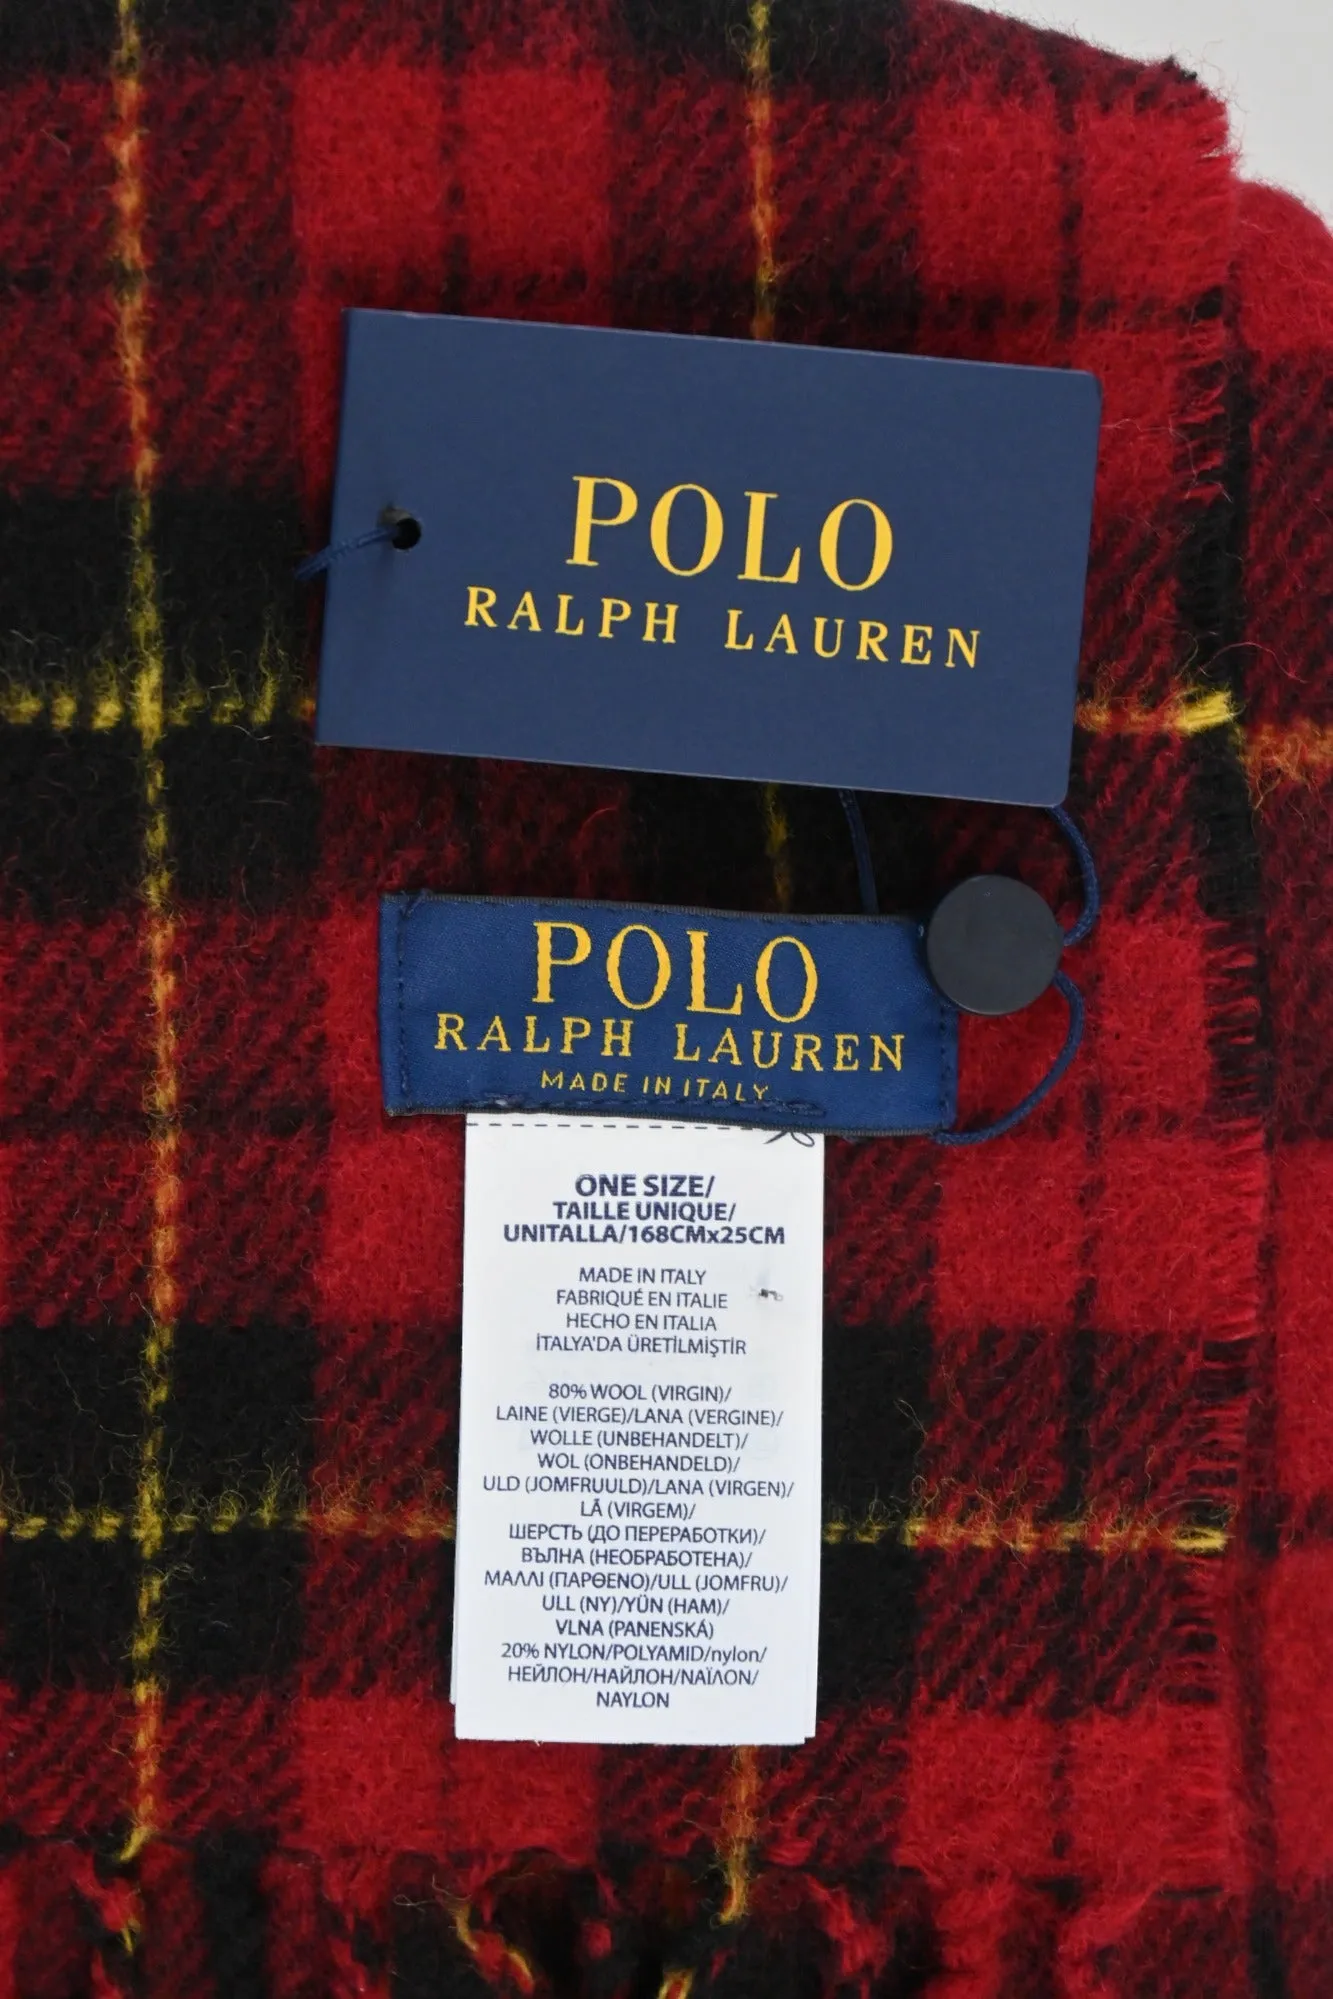 POLO
RALPH LAUREN
POLO
RALPH LAUREN
MADE IN ITALY
ONE SIZE/
TAILLE UNIQUE/
UNITALLA/168CMx25CM
MADE IN ITALY
FABRIQUÉ EN ITALIE
HECHO EN ITALIA
İTALYA'DA ÜRETİLMİŞTİR
80% WOOL (VIRGIN)/
LAINE (VIERGE)/LANA (VERGINE)/
WOLLE (UNBEHANDELT)/
WOL (ONBEHANDELD)/
ULD (JOMFRUULD)/LANA (VIRGEN)/
LÃ (VIRGEM)/
ШЕРСТЬ (ДО ПЕРЕРАБОТКИ)/
ВЪЛНА (НЕОБРАБОТЕНА)/
ΜΑΛΛΙ (ΠΑΡΘΕΝΟ)/ULL (JOMFRU)/
ULL (NY)/YÜN (HAM)/
VLNA (PANENSKÁ)
20% NYLON/POLYAMID/nylon/
НЕЙЛОН/НАЙЛОН/ΝΑΪΛΟΝ/
NAYLON